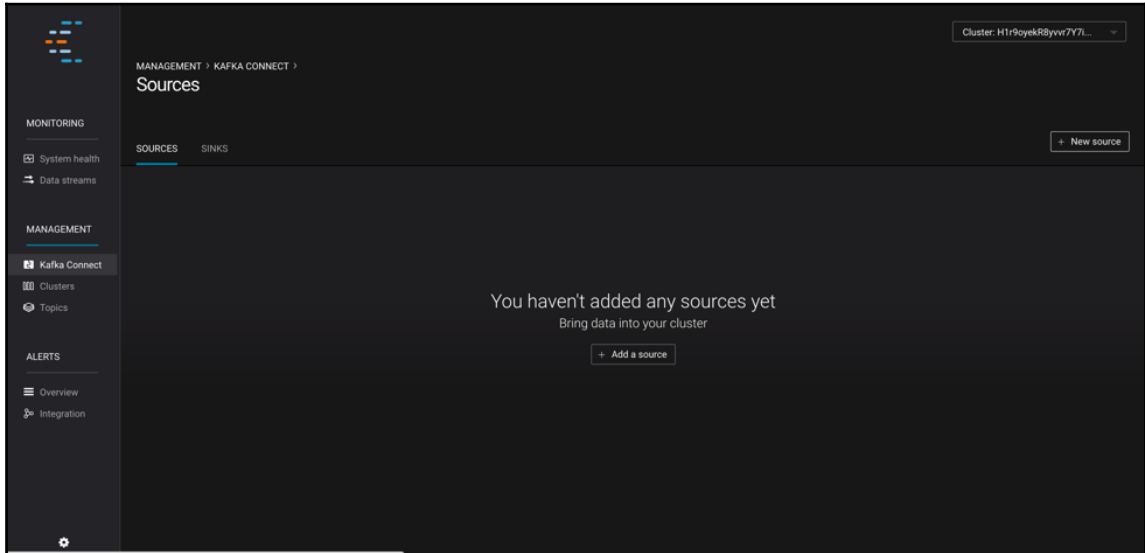 Cluster: H1r9oyekR8yvvr7Y7i...
MANAGEMENT > KAFKA CONNECT >
Sources
MONITORING
System health
Data streams
MANAGEMENT
Kafka Connect
Clusters
Topics
ALERTS
Overview
Integration
SOURCES SINKS
+ New source
You haven't added any sources yet
Bring data into your cluster
+ Add a source